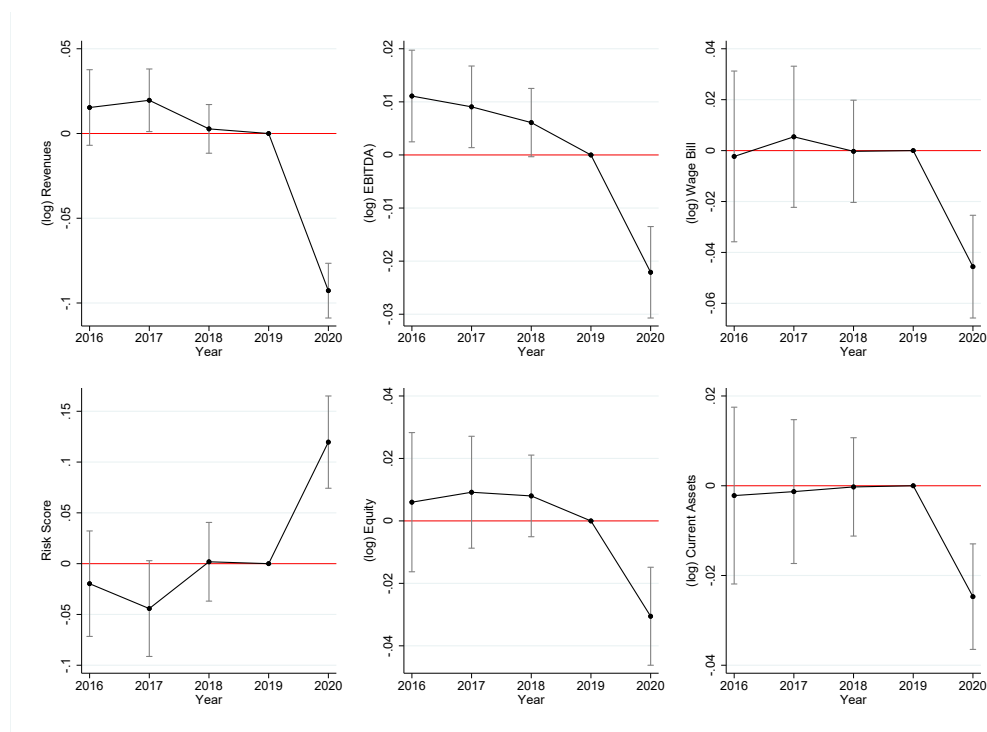 (log) Revenues
.05
0
-.05
-.1
2016 2017 2018 2019 2020
Year
(log) EBITDA)
.02
.01
0
-.01
-.02
-.03
2016 2017 2018 2019 2020
Year
(log) Wage Bill
.04
.02
0
-.02
-.04
-.06
2016 2017 2018 2019 2020
Year
Risk Score
.15
.1
.05
0
-.05
-.1
2016 2017 2018 2019 2020
Year
(log) Equity
.04
.02
0
-.02
-.04
2016 2017 2018 2019 2020
Year
(log) Current Assets
.02
0
-.02
-.04
2016 2017 2018 2019 2020
Year